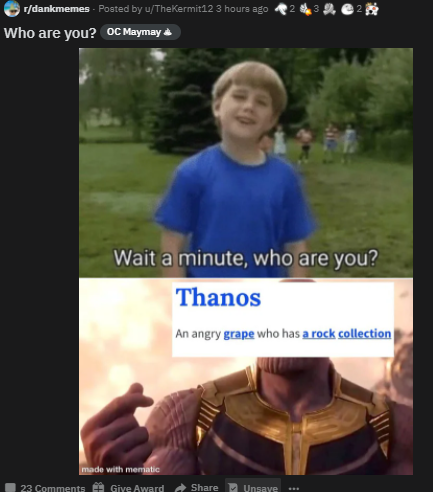 r/dankmemes · Posted by u/TheKermit12 3 hours ago 2 3 2
Who are you? OC Maymay
Wait a minute, who are you?
Thanos
An angry grape who has a rock collection
made with mematic
23 Comments Give Award Share Unsave ...